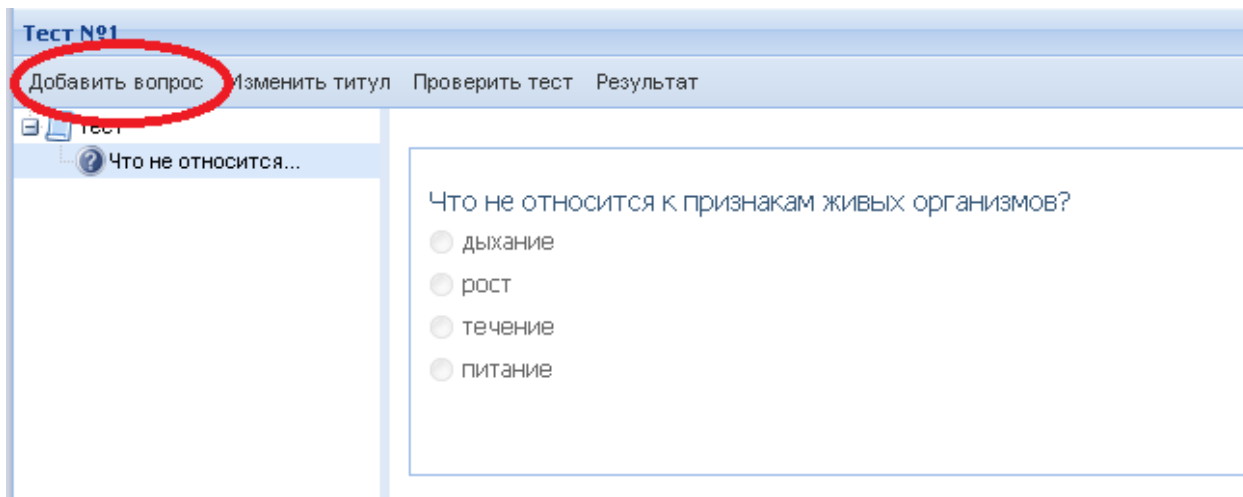 Тест №1
Добавить вопрос Изменить титул Проверить тест Результат
Тест
Что не относится...
Что не относится к признакам живых организмов?
дыхание
рост
течение
питание